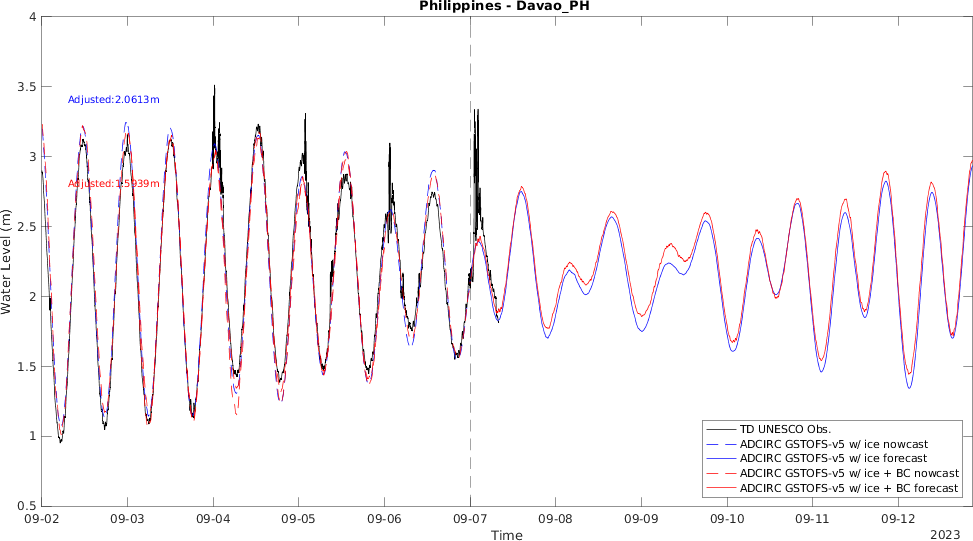 Philippines - Davao_PH
4
3.5
3
2.5
2
1.5
1
0.5
Water Level (m)
Adjusted:2.0613m
Adjusted:1.5939m
TD UNESCO Obs.
ADCIRC GSTOFS-v5 w/ ice nowcast
ADCIRC GSTOFS-v5 w/ ice forecast
ADCIRC GSTOFS-v5 w/ ice + BC nowcast
ADCIRC GSTOFS-v5 w/ ice + BC forecast
09-02 09-03 09-04 09-05 09-06 09-07 09-08 09-09 09-10 09-11 09-12
Time
2023